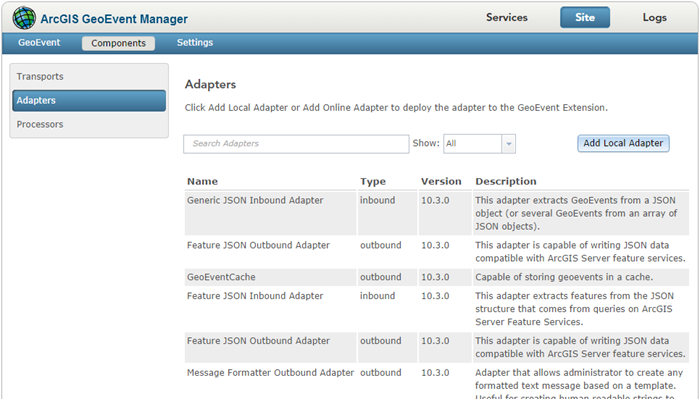 ArcGIS GeoEvent Manager
Services Site Logs
GeoEvent Components Settings
Transports
Adapters
Processors
Adapters
Click Add Local Adapter or Add Online Adapter to deploy the adapter to the GeoEvent Extension.
Search Adapters Show: All Add Local Adapter
Name Type Version Description
Generic JSON Inbound Adapter inbound 10.3.0 This adapter extracts GeoEvents from a JSON
object (or several GeoEvents from an array of
JSON objects).
Feature JSON Outbound Adapter outbound 10.3.0 This adapter is capable of writing JSON data
compatible with ArcGIS Server feature services.
GeoEventCache outbound 10.3.0 Capable of storing geoevents in a cache.
Feature JSON Inbound Adapter inbound 10.3.0 This adapter extracts features from the JSON
structure that comes from queries on ArcGIS
Server Feature Services.
Feature JSON Outbound Adapter outbound 10.3.0 This adapter is capable of writing JSON data
compatible with ArcGIS Server feature services.
Message Formatter Outbound Adapter outbound 10.3.0 Adapter that allows administrator to create any
formatted text message based on a template.
Useful for creating human readable strings to